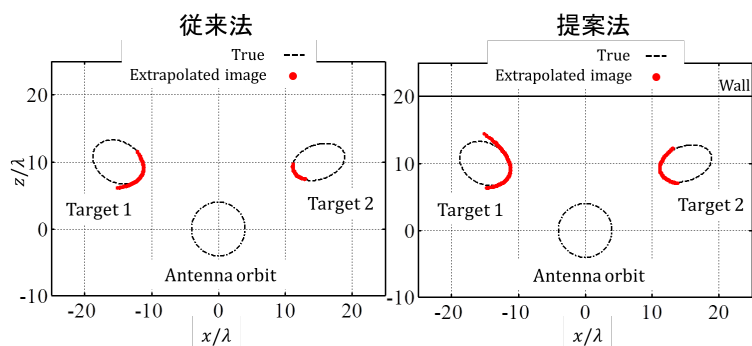 従来法
True
Extrapolated image
20
10
0
-10
z/λ
Target 1
Target 2
Antenna orbit
-20
-10
0
10
20
x/λ
提案法
True
Extrapolated image
Wall
20
10
0
-10
Target 1
Target 2
Antenna orbit
-20
-10
0
10
20
x/λ